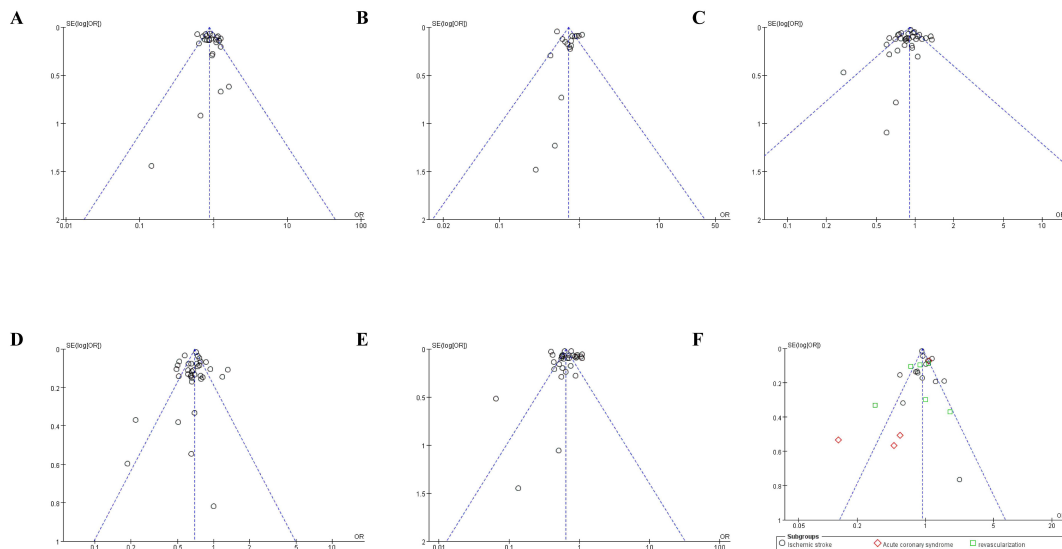 A
SE(log[OR])
0
0.5
1
1.5
2
0.01 0.1 1 10 100
OR
B
SE(log[OR])
0
0.5
1
1.5
2
0.02 0.1 1 10 50
OR
C
SE(log[OR])
0
0.5
1
1.5
2
0.1 0.2 0.5 1 2 5 10
D
SE(log[OR])
0
0.2
0.4
0.6
0.8
1
0.1 0.2 0.5 1 2 5 10
OR
E
SE(log[OR])
0
0.5
1
1.5
2
0.01 0.1 1 10 100
OR
F
SE(log[OR])
0
0.2
0.4
0.6
0.8
1
0.05 0.2 1 5 20
Subgroups
Ischemic stroke Acute coronary syndrome revascularization